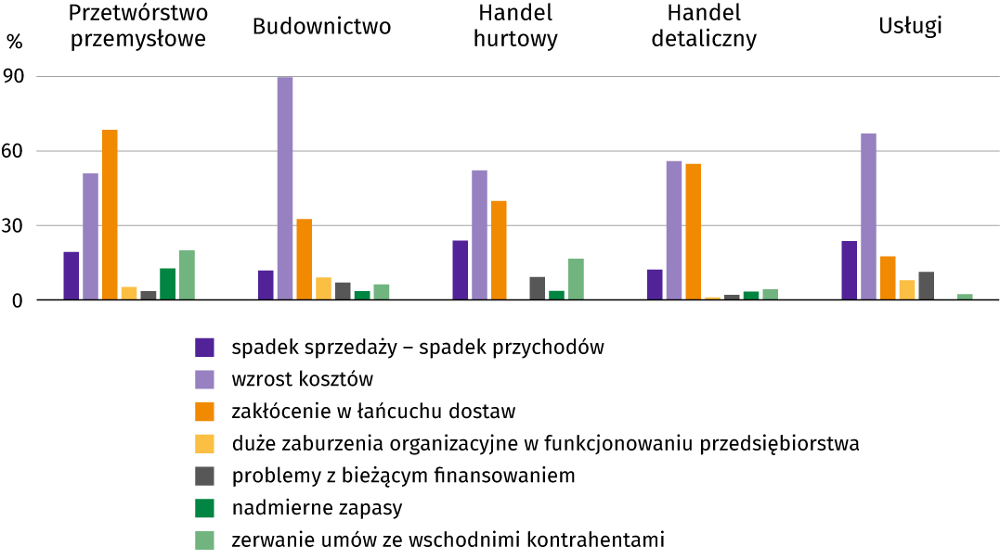 Przetwórstwo
przemysłowe
Budownictwo
Handel
hurtowy
Handel
detaliczny
Usługi
%
90
60
30
0
spadek sprzedaży – spadek przychodów
wzrost kosztów
zakłócenie w łańcuchu dostaw
duże zaburzenia organizacyjne w funkcjonowaniu przedsiębiorstwa
problemy z bieżącym finansowaniem
nadmierne zapasy
zerwanie umów ze wschodnimi kontrahentami